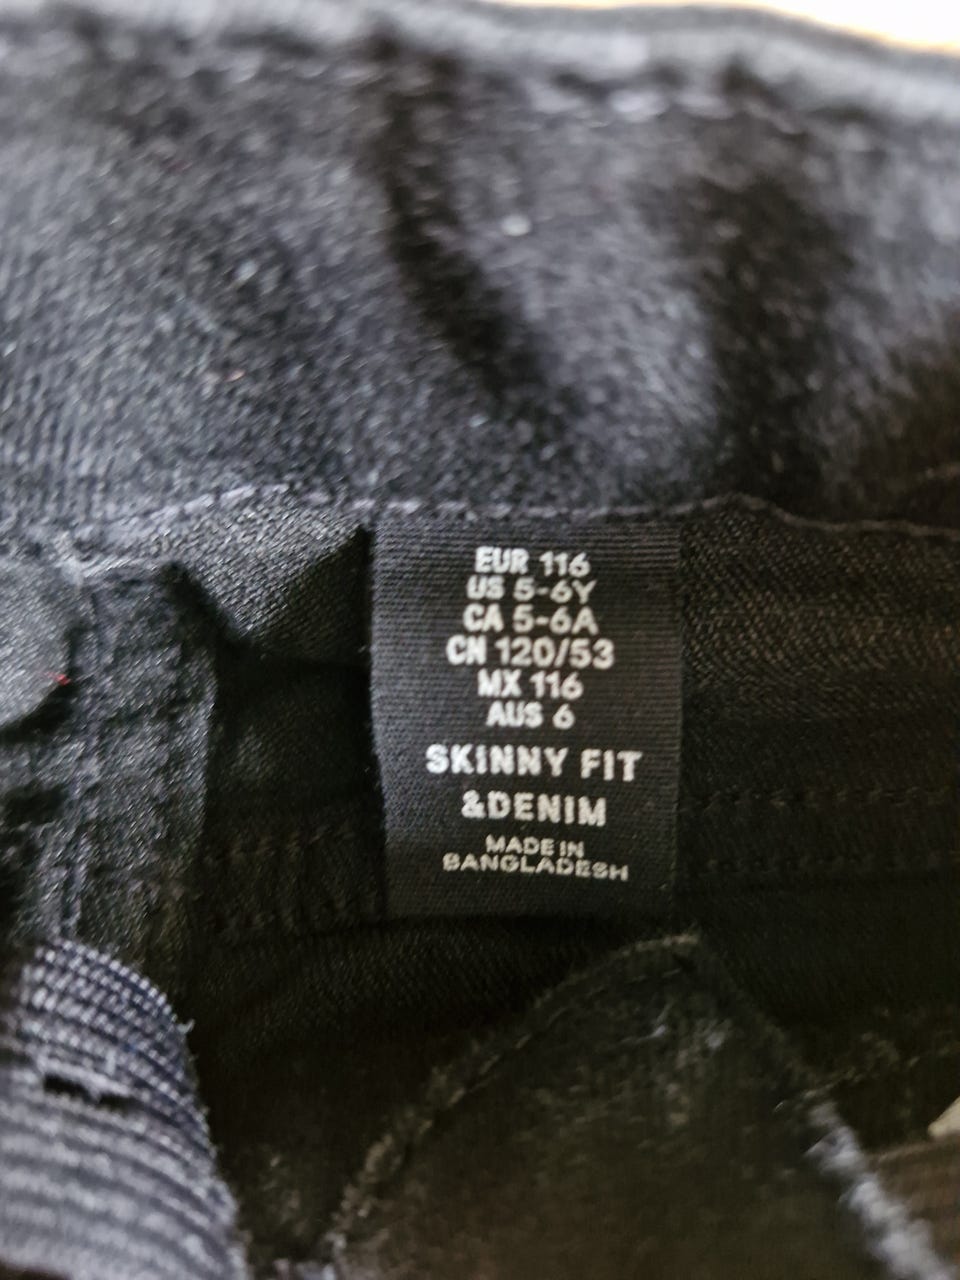 EUR 116
US 5-6Y
CA 5-6A
CN 120/53
MX 116
AUS 6
SKINNY FIT
&DENIM
MADE IN
BANGLADESH